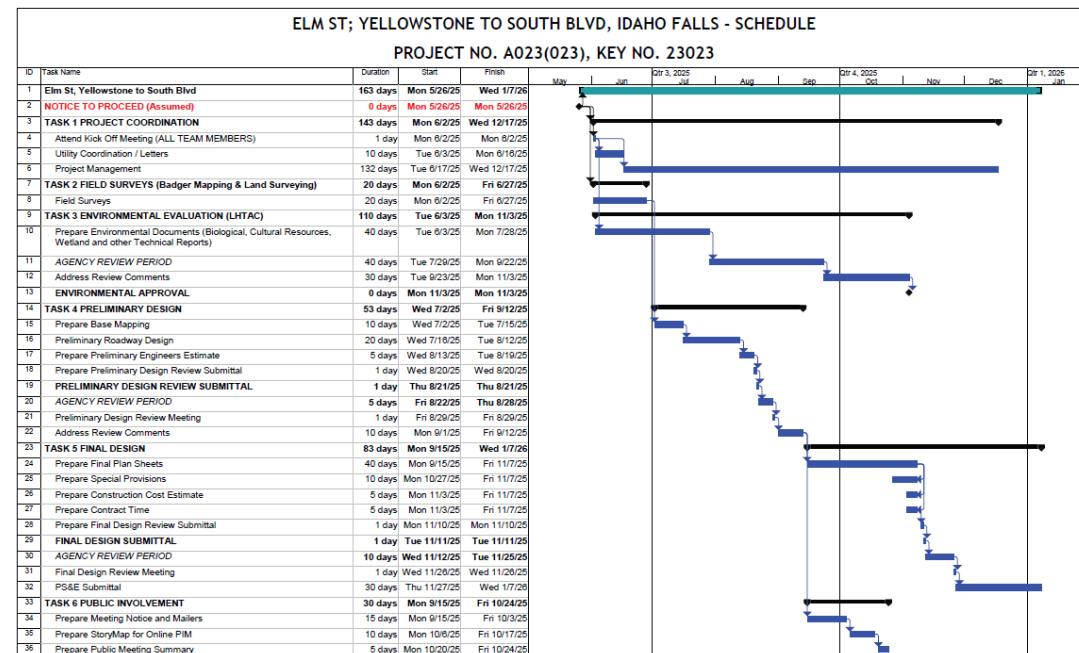 ELM ST; YELLOWSTONE TO SOUTH BLVD, IDAHO FALLS - SCHEDULE
PROJECT NO. A023(023), KEY NO. 23023
ID Task Name Duration Start Finish Qtr 3, 2025 Qtr 4, 2025 Qtr 1, 2026
May Jun Jul Aug Sep Oct Nov Dec Jan
1 Elm St, Yellowstone to South Blvd 163 days Mon 5/26/25 Wed 1/7/26
2 NOTICE TO PROCEED (Assumed) 0 days Mon 5/26/25 Mon 5/26/25
3 TASK 1 PROJECT COORDINATION 143 days Mon 6/2/25 Wed 12/17/25
4 Attend Kick Off Meeting (ALL TEAM MEMBERS) 1 day Mon 6/2/25 Mon 6/2/25
5 Utility Coordination / Letters 10 days Tue 6/3/25 Mon 6/16/25
6 Project Management 132 days Tue 6/17/25 Wed 12/17/25
7 TASK 2 FIELD SURVEYS (Badger Mapping & Land Surveying) 20 days Mon 6/2/25 Fri 6/27/25
8 Field Surveys 20 days Mon 6/2/25 Fri 6/27/25
9 TASK 3 ENVIRONMENTAL EVALUATION (LHTAC) 110 days Tue 6/3/25 Mon 11/3/25
10 Prepare Environmental Documents (Biological, Cultural Resources, 40 days Tue 6/3/25 Mon 7/28/25
Wetland and other Technical Reports)
11 AGENCY REVIEW PERIOD 40 days Tue 7/29/25 Mon 9/22/25
12 Address Review Comments 30 days Tue 9/23/25 Mon 11/3/25
13 ENVIRONMENTAL APPROVAL 0 days Mon 11/3/25 Mon 11/3/25
14 TASK 4 PRELIMINARY DESIGN 53 days Wed 7/2/25 Fri 9/12/25
15 Prepare Base Mapping 10 days Wed 7/2/25 Tue 7/15/25
16 Preliminary Roadway Design 20 days Wed 7/16/25 Tue 8/12/25
17 Prepare Preliminary Engineers Estimate 5 days Wed 8/13/25 Tue 8/19/25
18 Prepare Preliminary Design Review Submittal 1 day Wed 8/20/25 Wed 8/20/25
19 PRELIMINARY DESIGN REVIEW SUBMITTAL 1 day Thu 8/21/25 Thu 8/21/25
20 AGENCY REVIEW PERIOD 5 days Fri 8/22/25 Thu 8/28/25
21 Preliminary Design Review Meeting 1 day Fri 8/29/25 Fri 8/29/25
22 Address Review Comments 10 days Mon 9/1/25 Fri 9/12/25
23 TASK 5 FINAL DESIGN 83 days Mon 9/15/25 Wed 1/7/26
24 Prepare Final Plan Sheets 40 days Mon 9/15/25 Fri 11/7/25
25 Prepare Special Provisions 10 days Mon 10/27/25 Fri 11/7/25
26 Prepare Construction Cost Estimate 5 days Mon 11/3/25 Fri 11/7/25
27 Prepare Contract Time 5 days Mon 11/3/25 Fri 11/7/25
28 Prepare Final Design Review Submittal 1 day Mon 11/10/25 Mon 11/10/25
29 FINAL DESIGN SUBMITTAL 1 day Tue 11/11/25 Tue 11/11/25
30 AGENCY REVIEW PERIOD 10 days Wed 11/12/25 Tue 11/25/25
31 Final Design Review Meeting 1 day Wed 11/26/25 Wed 11/26/25
32 PS&E Submittal 30 days Thu 11/27/25 Wed 1/7/26
33 TASK 6 PUBLIC INVOLVEMENT 30 days Mon 9/15/25 Fri 10/24/25
34 Prepare Meeting Notice and Mailers 15 days Mon 9/15/25 Fri 10/3/25
35 Prepare StoryMap for Online PIM 10 days Mon 10/6/25 Fri 10/17/25
36 Prepare Public Meeting Summary 5 days Mon 10/20/25 Fri 10/24/25